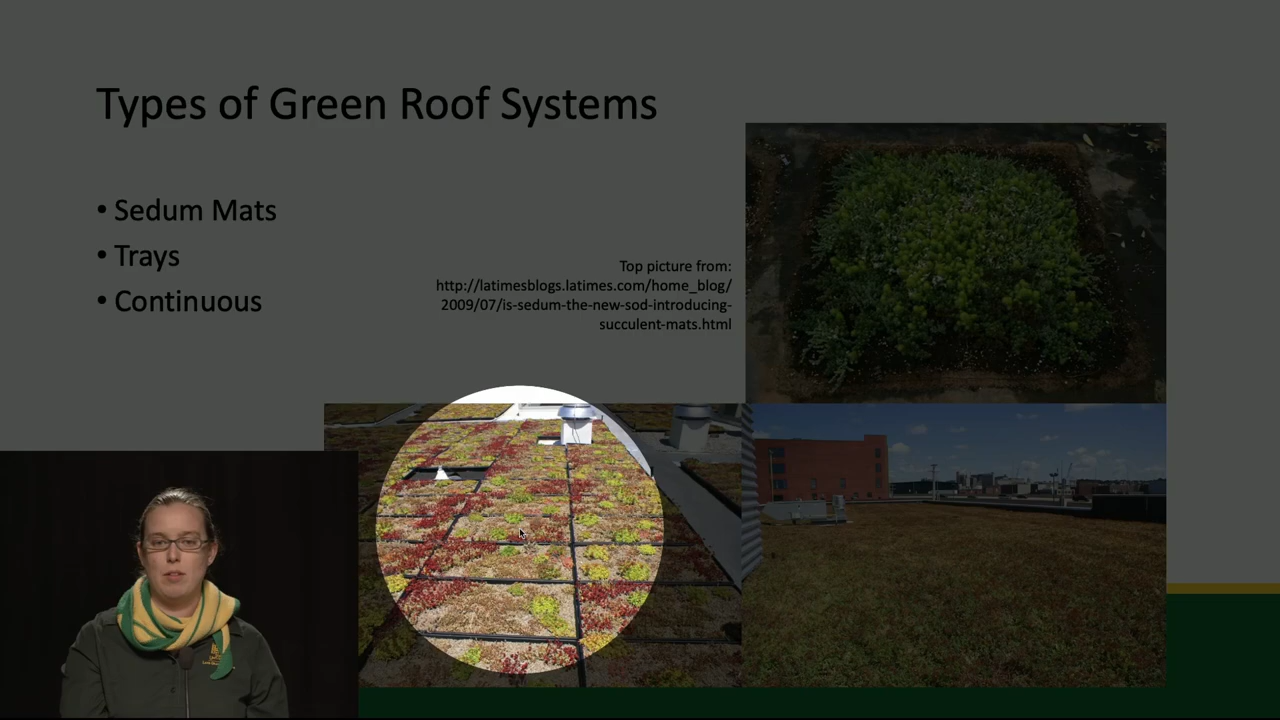 Types of Green Roof Systems
• Sedum Mats
• Trays
• Continuous
Top picture from:
http://latimesblogs.latimes.com/home_blog/
2009/07/is-sedum-the-new-sod-introducing-
succulent-mats.html